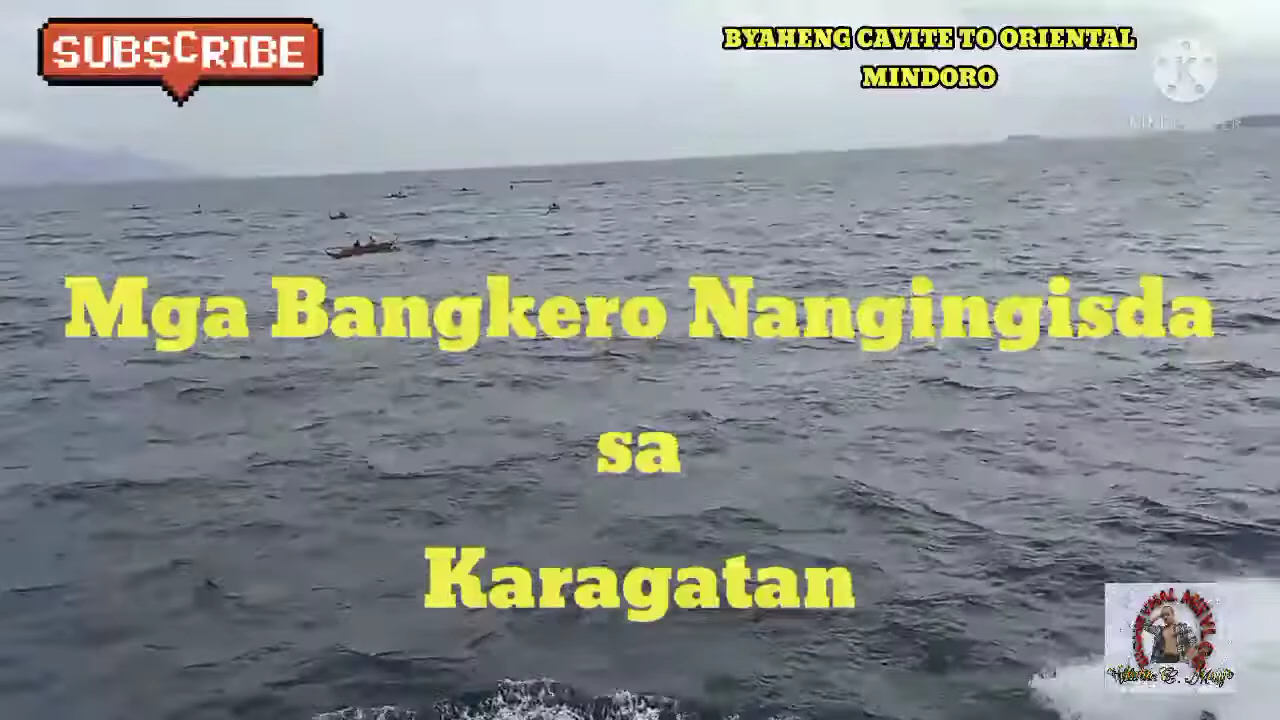 SUBSCRIBE
BYAHENG CAVITE TO ORIENTAL
MINDORO
Mga Bangkero Nangingisda
sa
Karagatan